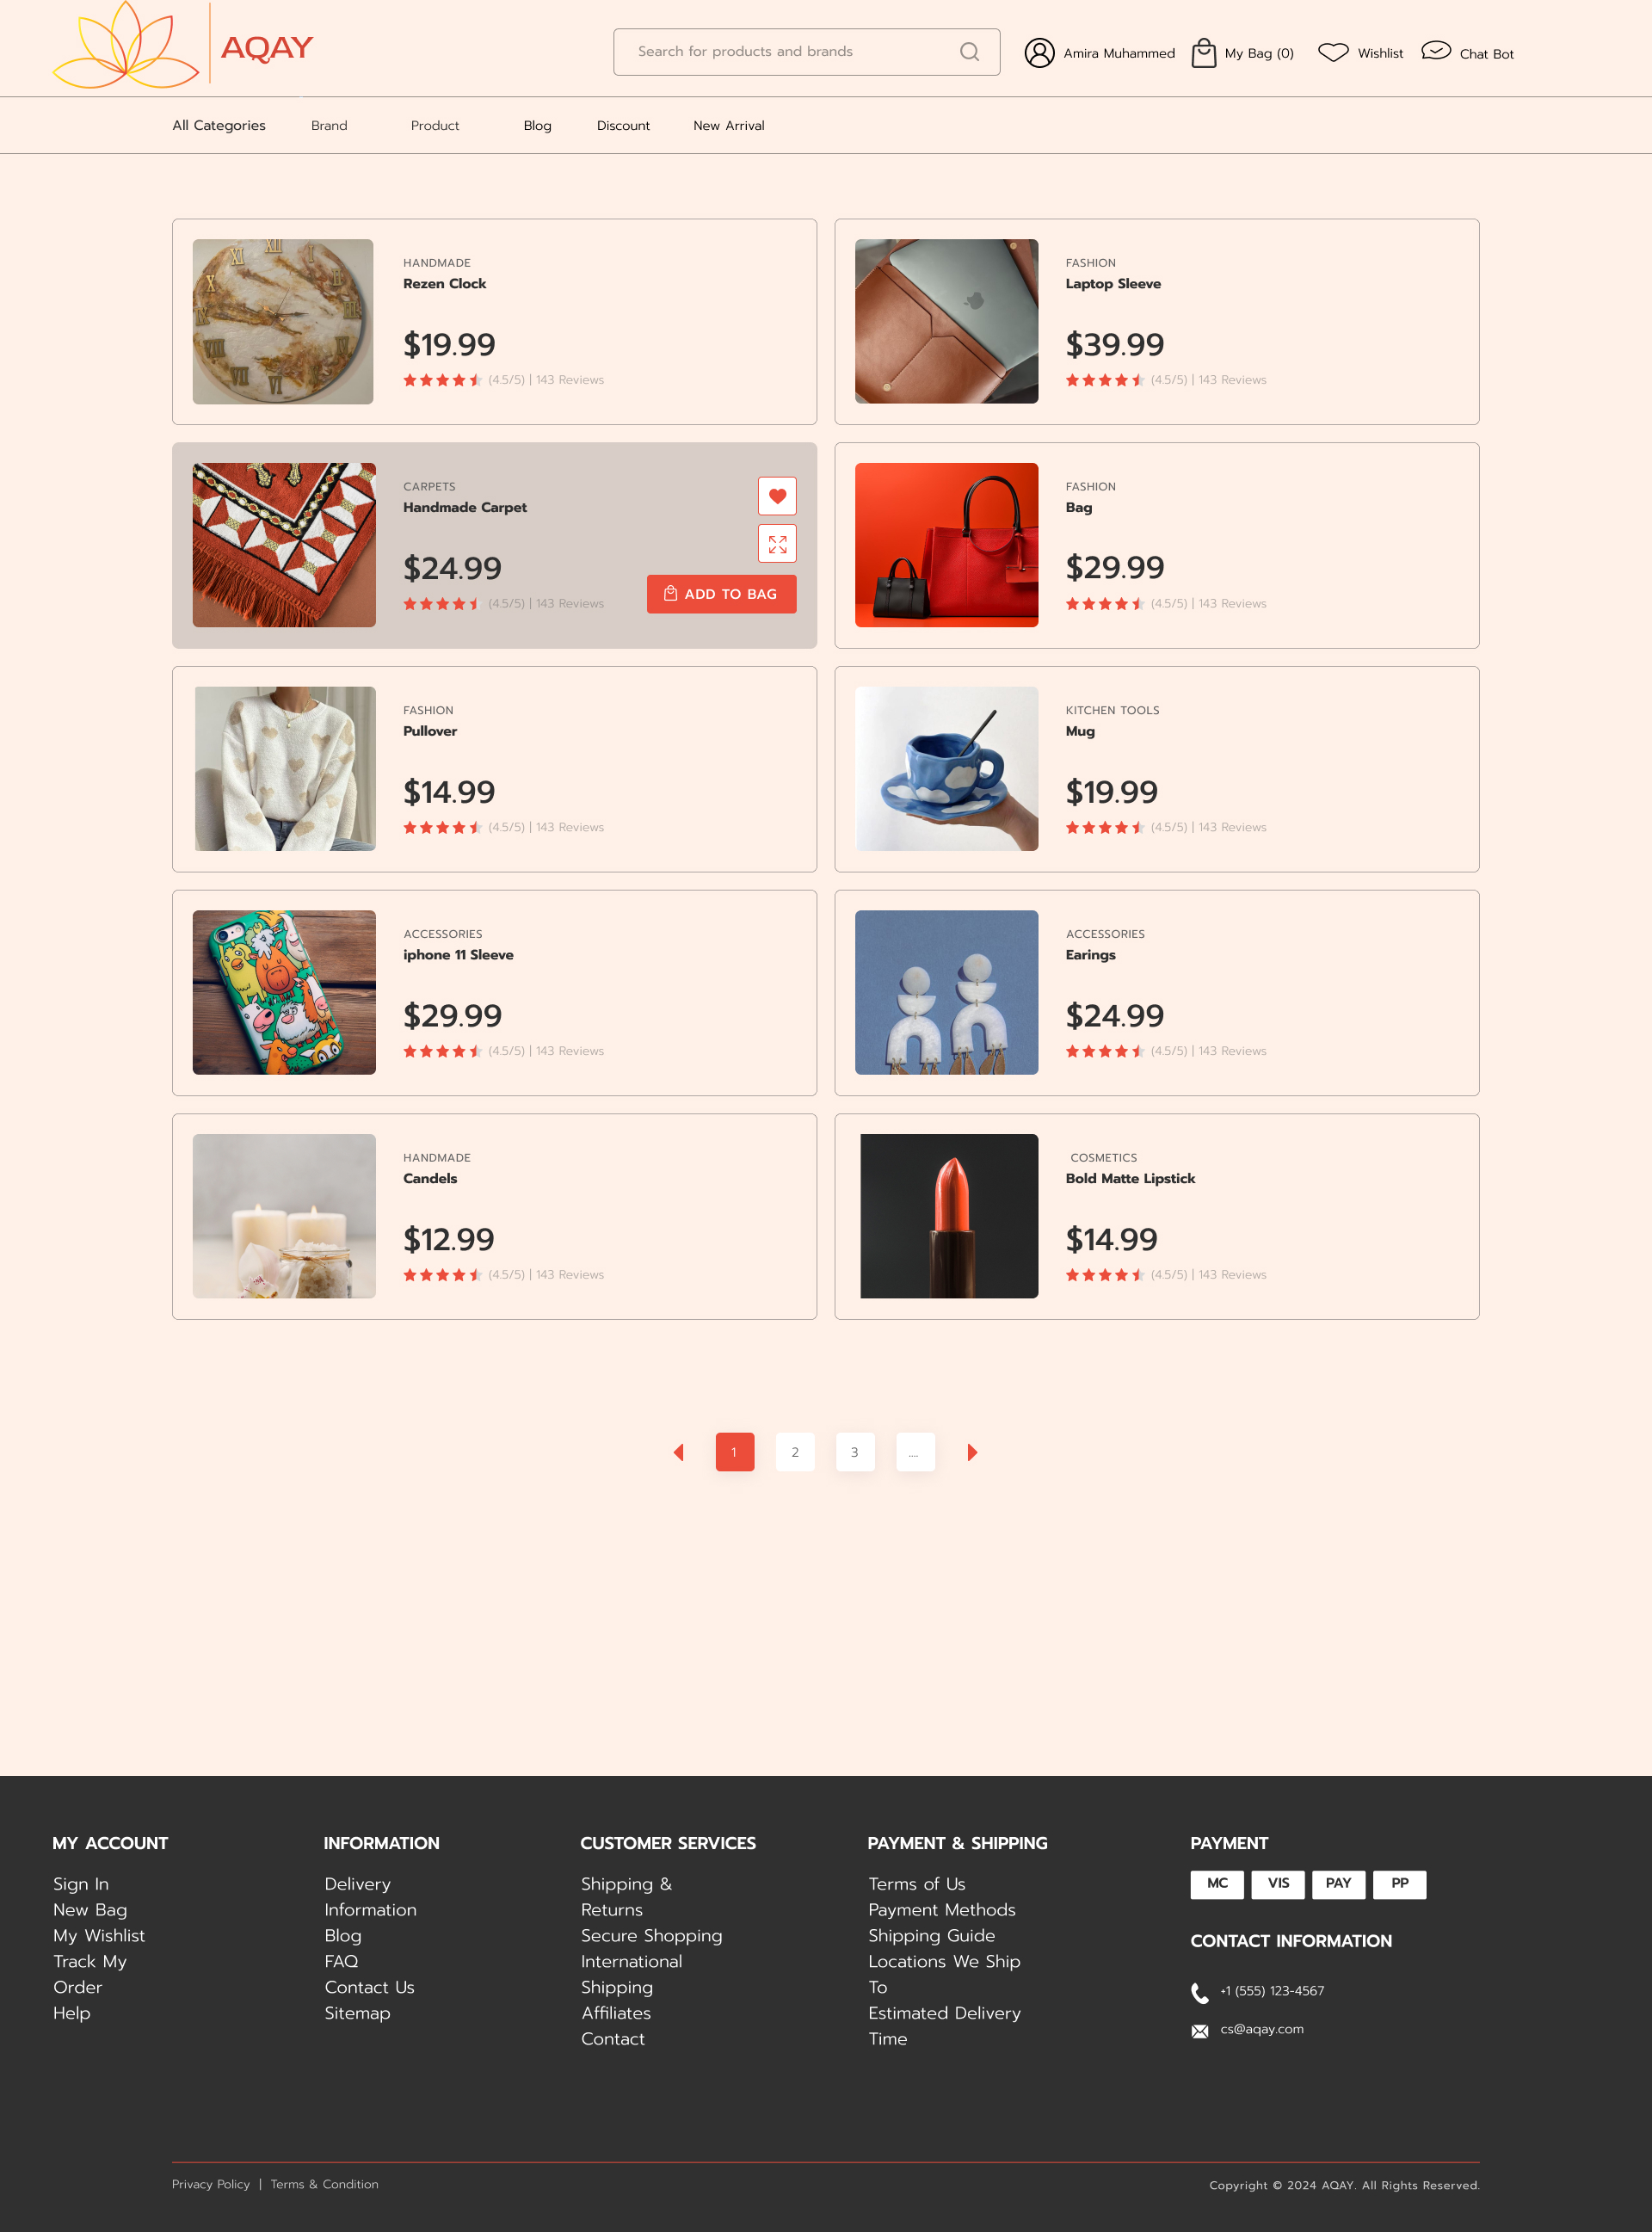 AQAY
Search for products and brands
Amira Muhammed
My Bag (0)
Wishlist
Chat Bot
All Categories
Brand
Product
Blog
Discount
New Arrival
XII
I
II
III
IV
VI
VII
VIII
IX
X
XI
HANDMADE
Rezen Clock
$19.99
(4.5/5) | 143 Reviews
FASHION
Laptop Sleeve
$39.99
(4.5/5) | 143 Reviews
CARPETS
Handmade Carpet
$24.99
(4.5/5) | 143 Reviews
ADD TO BAG
FASHION
Bag
$29.99
(4.5/5) | 143 Reviews
FASHION
Pullover
$14.99
(4.5/5) | 143 Reviews
KITCHEN TOOLS
Mug
$19.99
(4.5/5) | 143 Reviews
ACCESSORIES
iphone 11 Sleeve
$29.99
(4.5/5) | 143 Reviews
ACCESSORIES
Earings
$24.99
(4.5/5) | 143 Reviews
HANDMADE
Candels
$12.99
(4.5/5) | 143 Reviews
COSMETICS
Bold Matte Lipstick
$14.99
(4.5/5) | 143 Reviews
1
2
3
....
MY ACCOUNT
Sign In
New Bag
My Wishlist
Track My
Order
Help
INFORMATION
Delivery
Information
Blog
FAQ
Contact Us
Sitemap
CUSTOMER SERVICES
Shipping &
Returns
Secure Shopping
International
Shipping
Affiliates
Contact
PAYMENT & SHIPPING
Terms of Us
Payment Methods
Shipping Guide
Locations We Ship
To
Estimated Delivery
Time
PAYMENT
MC
VIS
PAY
PP
CONTACT INFORMATION
+1 (555) 123-4567
cs@aqay.com
Privacy Policy | Terms & Condition
Copyright © 2024 AQAY. All Rights Reserved.